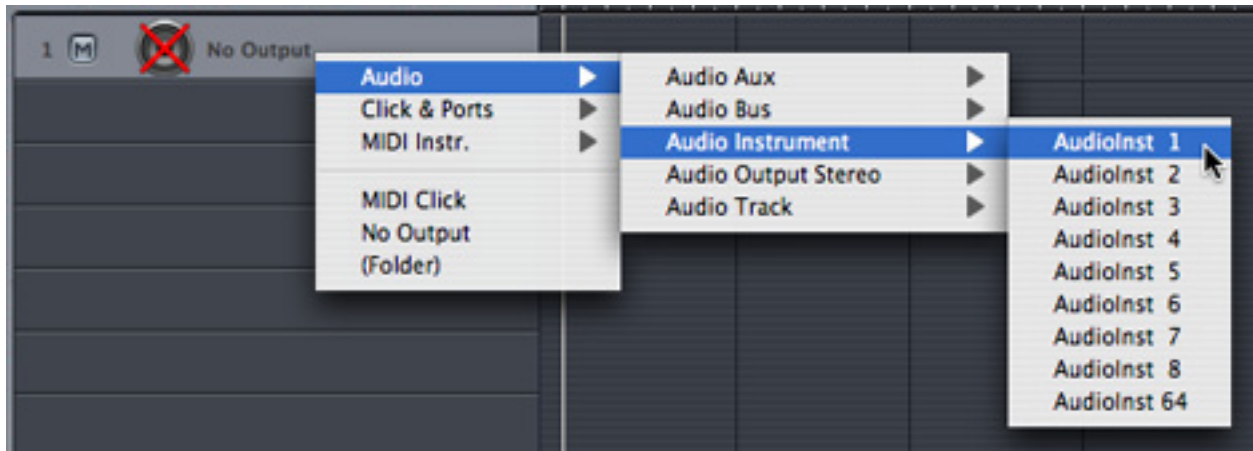 1 M No Output
Audio
Click & Ports
MIDI Instr.
MIDI Click
No Output
(Folder)
Audio Aux
Audio Bus
Audio Instrument
Audio Output Stereo
Audio Track
AudioInst 1
AudioInst 2
AudioInst 3
AudioInst 4
AudioInst 5
AudioInst 6
AudioInst 7
AudioInst 8
AudioInst 64